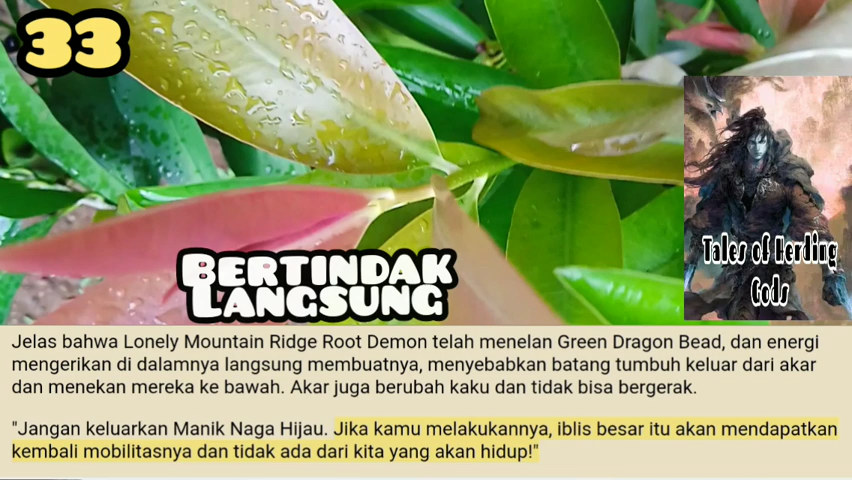 33
Tales of Herding
Gods
BERTINDAK
LANGSUNG
Jelas bahwa Lonely Mountain Ridge Root Demon telah menelan Green Dragon Bead, dan energi
mengerikan di dalamnya langsung membuatnya, menyebabkan batang tumbuh keluar dari akar
dan menekan mereka ke bawah. Akar juga berubah kaku dan tidak bisa bergerak.
"Jangan keluarkan Manik Naga Hijau. Jika kamu melakukannya, iblis besar itu akan mendapatkan
kembali mobilitasnya dan tidak ada dari kita yang akan hidup!"